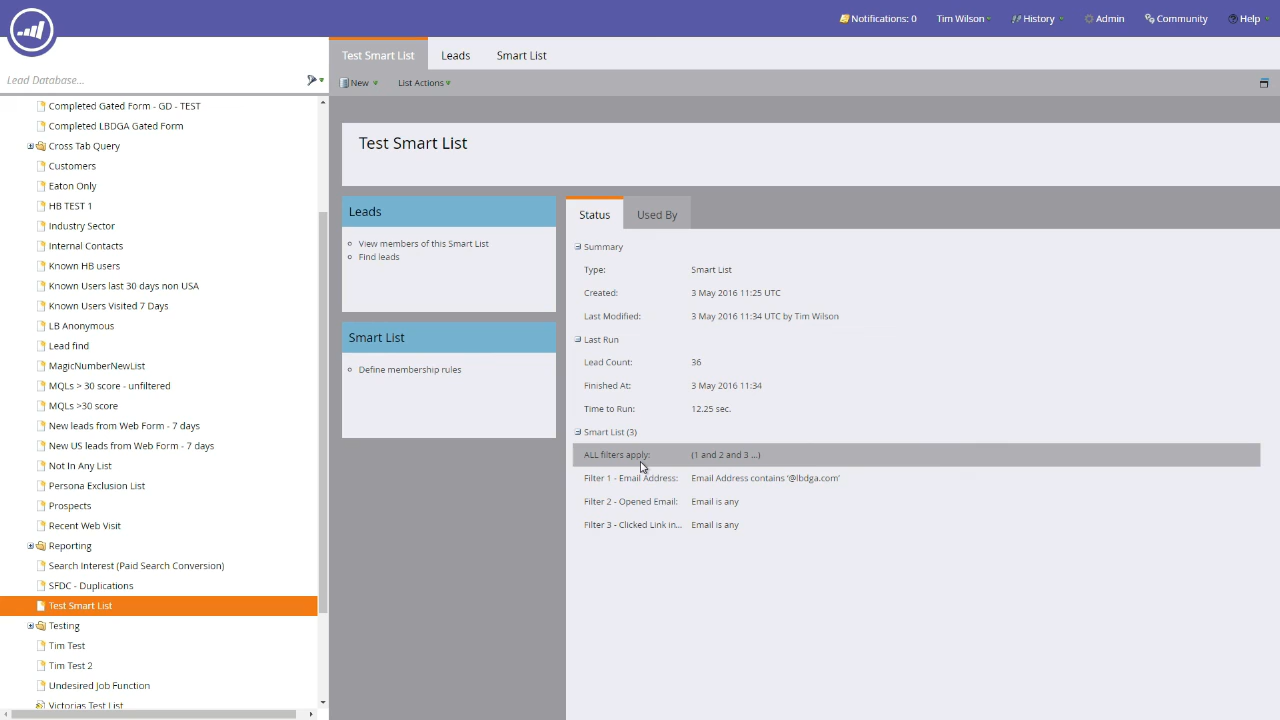 Notifications: 0
Tim Wilson
History
Admin
Community
Help
Lead Database...
Test Smart List
Leads
Smart List
New
List Actions
Completed Gated Form - GD - TEST
Completed LBDGA Gated Form
Cross Tab Query
Customers
Eaton Only
HB TEST 1
Industry Sector
Internal Contacts
Known HB users
Known Users last 30 days non USA
Known Users Visited 7 Days
LB Anonymous
Lead find
MagicNumberNewList
MQLs > 30 score - unfiltered
MQLs >30 score
New leads from Web Form - 7 days
New US leads from Web Form - 7 days
Not In Any List
Persona Exclusion List
Prospects
Recent Web Visit
Reporting
Search Interest (Paid Search Conversion)
SFDC - Duplications
Test Smart List
Testing
Tim Test
Tim Test 2
Undesired Job Function
Victorias Test List
Test Smart List
Leads
View members of this Smart List
Find leads
Smart List
Define membership rules
Status
Used By
Summary
Type: Smart List
Created: 3 May 2016 11:25 UTC
Last Modified: 3 May 2016 11:34 UTC by Tim Wilson
Last Run
Lead Count: 36
Finished At: 3 May 2016 11:34
Time to Run: 12.25 sec.
Smart List (3)
ALL filters apply: (1 and 2 and 3 ...)
Filter 1 - Email Address: Email Address contains '@lbdga.com'
Filter 2 - Opened Email: Email is any
Filter 3 - Clicked Link in... Email is any